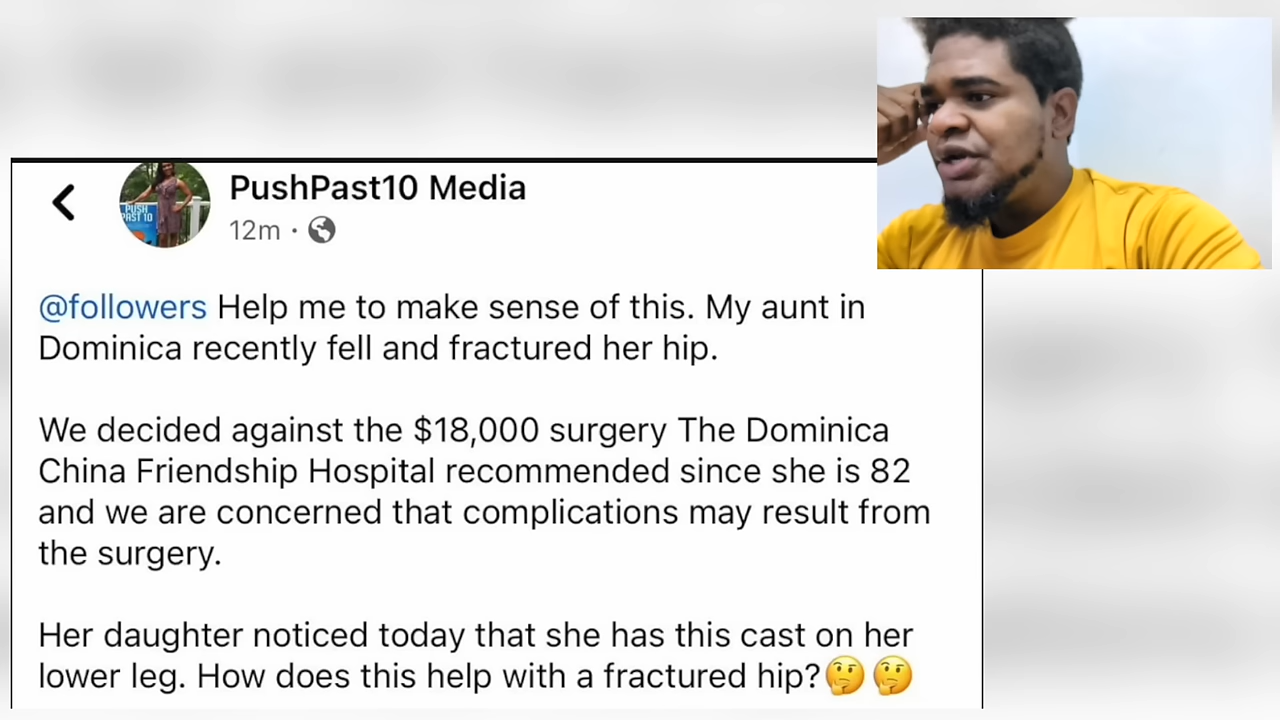 PushPast10 Media
12m ·
@followers Help me to make sense of this. My aunt in
Dominica recently fell and fractured her hip.
We decided against the $18,000 surgery The Dominica
China Friendship Hospital recommended since she is 82
and we are concerned that complications may result from
the surgery.
Her daughter noticed today that she has this cast on her
lower leg. How does this help with a fractured hip?🤔🤔
PUSH
PAST 10